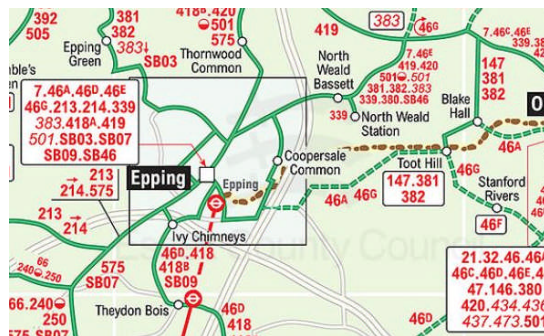 392
505
381
382
383↓
SB03
Epping
Green
418B.420
501
575
Thornwood
Common
419
383
46G
7.46C.46E
339.38
North
Weald
Bassett
7.46E
419.420
501 .501
381.382.383
339.380.SB46
339
North Weald
Station
147
381
382
Blake
Hall
46A
7.46A.46D.46E
46G.213.214.339
383.418A.419
501.SB03.SB07
SB09.SB46
Epping
Epping
Coopersale
Common
Toot Hill
147.381
382
46G
46A
46G
Stanford
Rivers
46F
→ 213
214.575
213
→ 214
Ivy Chimneys
66
240 .250
575
SB07
46D.418
418B
SB09
66.240
250
575.SB07
Theydon Bois
46D
418
46D
21.32.46.46A
46C.46D.46E.4
47.146.380
420.434.436
437.473.501